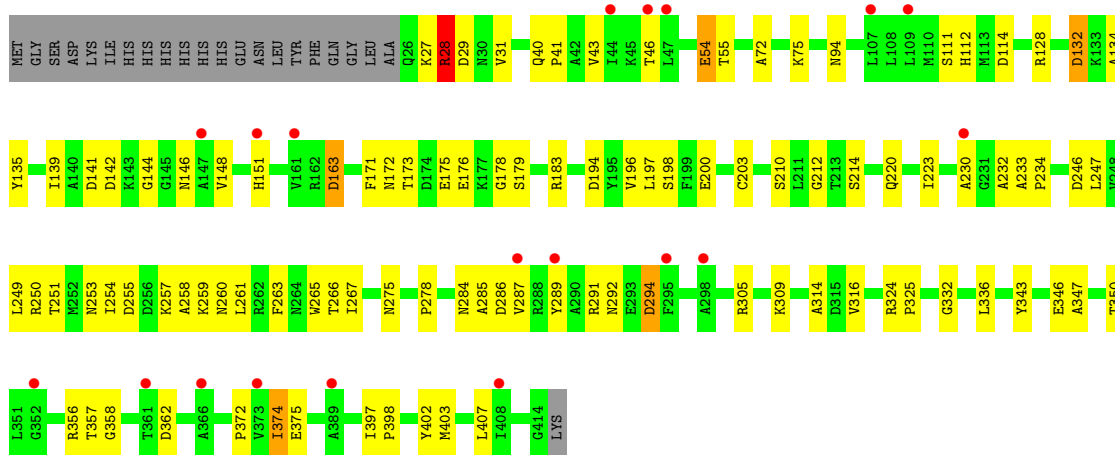 MET GLY SER ASP LYS ILE HIS HIS HIS HIS HIS HIS GLU ASN LEU TYR PHE GLN GLY LEU ALA Q26 K27 R28 D29 N30 V31 Q40 P41 A42 V43 I44 K45 T46 L47 E54 T55 A72 K75 N94 L107 L108 L109 M110 S111 H112 M113 D114 R128 D132 K133 A134
Y135 I139 A140 D141 D142 K143 G144 G145 N146 A147 V148 H151 V161 R162 D163 F171 N172 T173 D174 E175 E176 K177 G178 S179 R183 D194 Y195 V196 L197 S198 F199 E200 C203 S210 L211 G212 T213 S214 Q220 I223 A230 G231 A232 A233 P234 D246 L247 V248
L249 R250 T251 M252 N253 I254 D255 D256 K257 A258 K259 N260 L261 R262 F263 N264 W265 T266 I267 N275 P278 N284 A285 D286 V287 R288 Y289 A290 R291 N292 E293 D294 F295 A298 R305 K309 A314 D315 V316 R324 P325 G332 L336 Y343 E346 A347 T350
L351 G352 R356 T357 G358 T361 D362 A366 P372 V373 I374 E375 A389 I397 P398 Y402 M403 L407 I408 G414 LYS